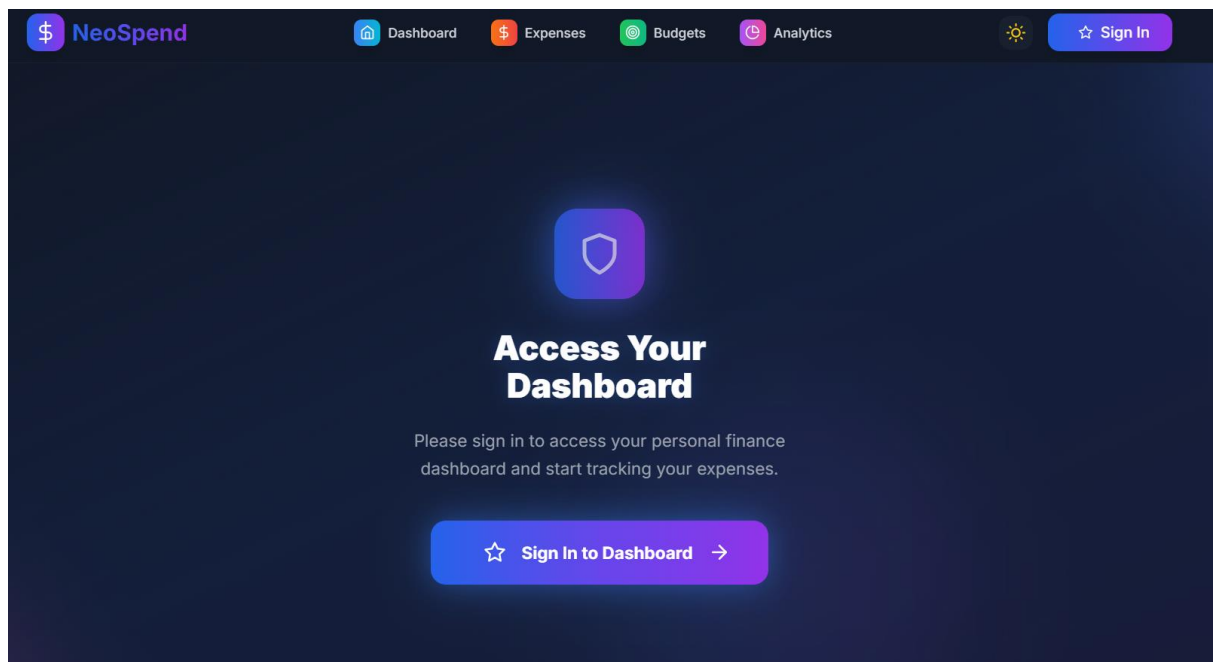 NeoSpend Dashboard Expenses Budgets Analytics Sign In
Access Your
Dashboard
Please sign in to access your personal finance
dashboard and start tracking your expenses.
Sign In to Dashboard →